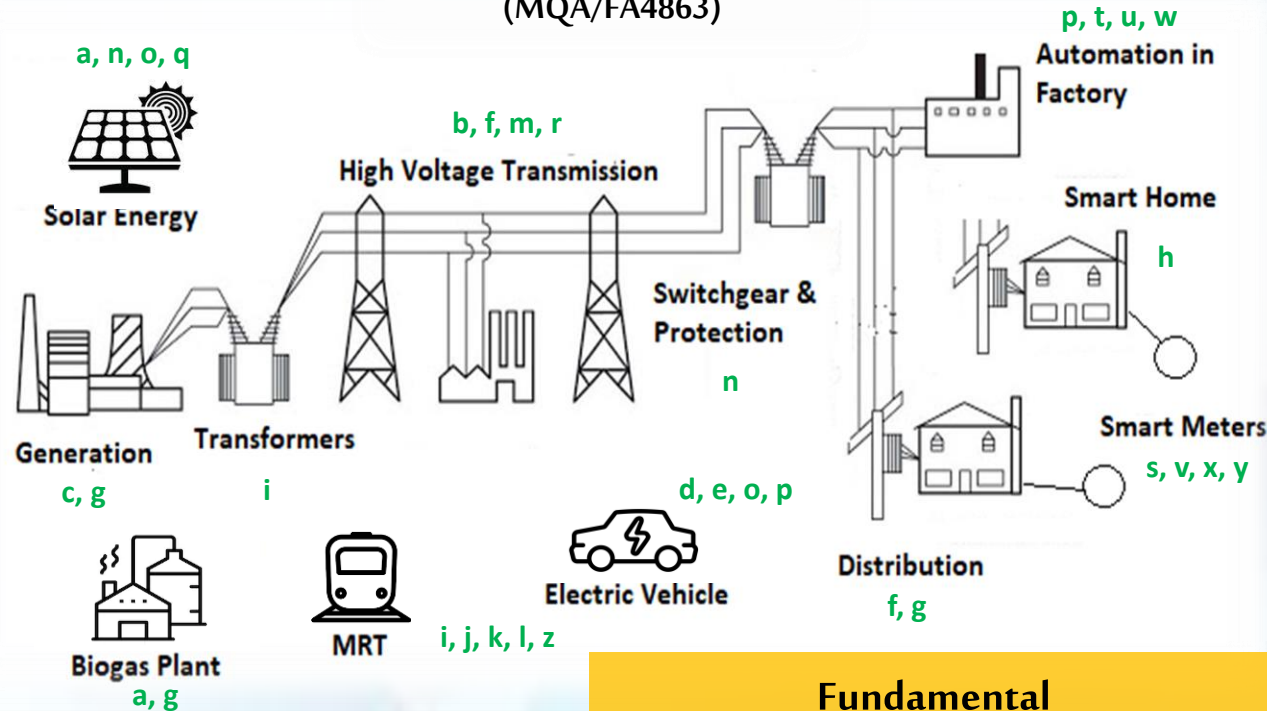 (MQA/FA4863)
p, t, u, w
Automation in
Factory
a, n, o, q
Solar Energy
b, f, m, r
High Voltage Transmission
Smart Home
h
Switchgear &
Protection
n
Generation
c, g
Transformers
i
Smart Meters
s, v, x, y
d, e, o, p
Electric Vehicle
Distribution
f, g
MRT
i, j, k, l, z
Biogas Plant
a, g
Fundamental